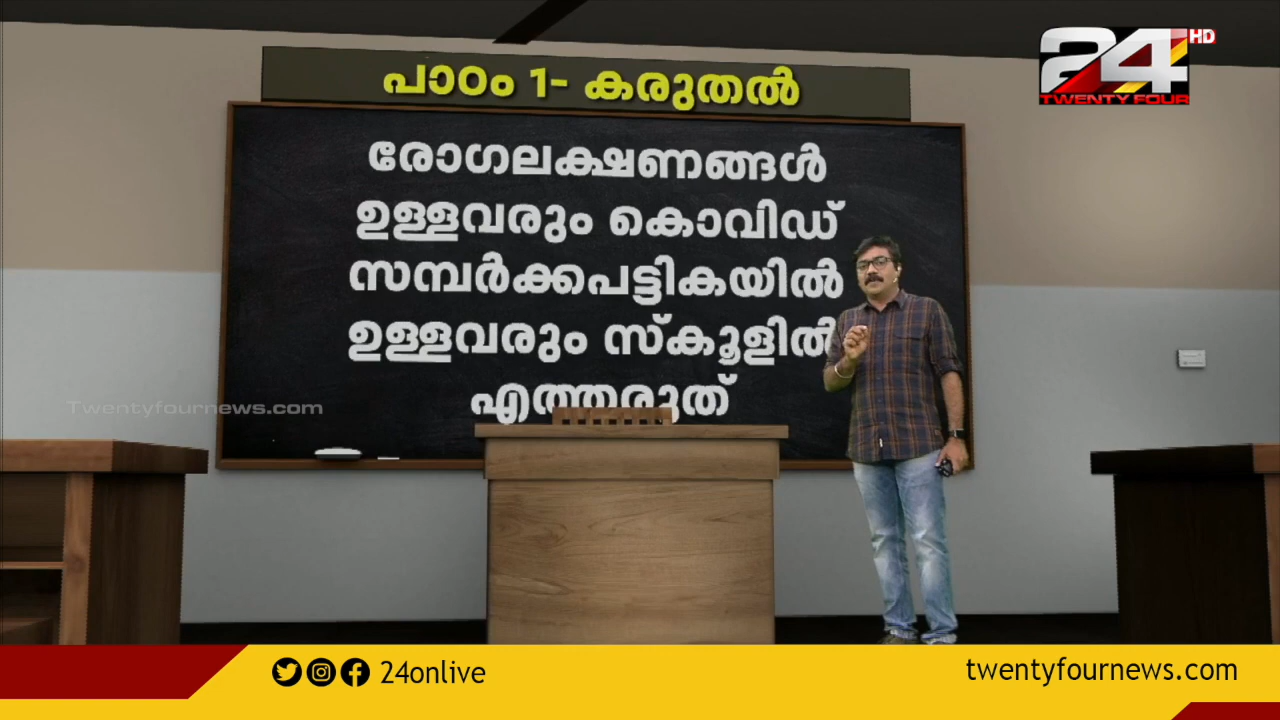 24 HD
TWENTY FOUR
പാഠം 1- കരുതൽ
രോഗലക്ഷണങ്ങൾ
ഉള്ളവരും കൊവിഡ്
സമ്പർക്കപട്ടികയിൽ
ഉള്ളവരും സ്കൂളിൽ
എത്തരുത്
Twentyfournews.com
24onlive
twentyfournews.com